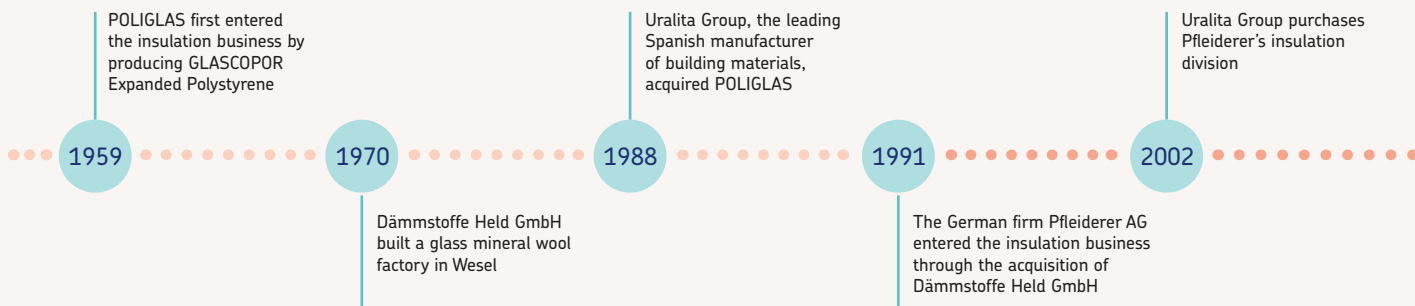 POLIGLAS first entered
the insulation business by
producing GLASCOPOR
Expanded Polystyrene
1959
1970
Dämmstoffe Held GmbH
built a glass mineral wool
factory in Wesel
Uralita Group, the leading
Spanish manufacturer
of building materials,
acquired POLIGLAS
1988
1991
The German firm Pfleiderer AG
entered the insulation business
through the acquisition of
Dämmstoffe Held GmbH
Uralita Group purchases
Pfleiderer’s insulation
division
2002